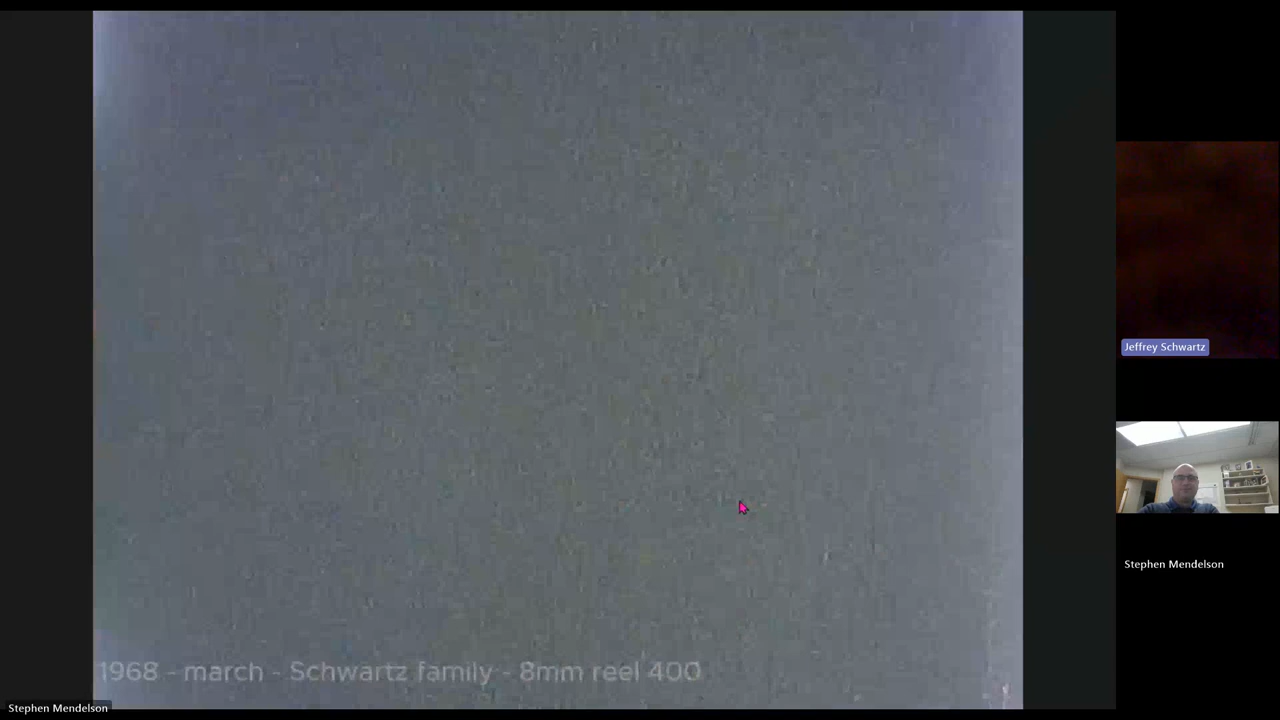 Jeffrey Schwartz
Stephen Mendelson
1968 - march - Schwartz family - 8mm reel 400
Stephen Mendelson